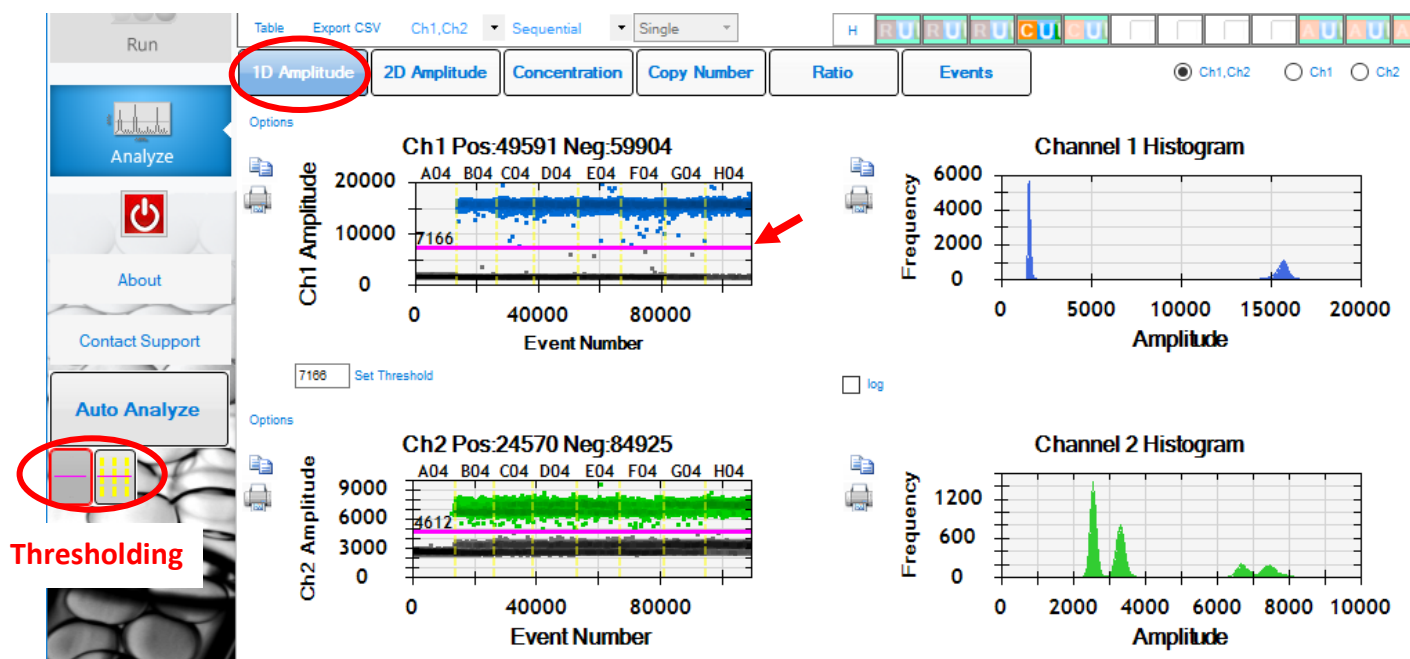 Run
Analyze
About
Contact Support
Auto Analyze
Thresholding
Table Export CSV Ch1,Ch2 Sequential Single H R U R U R U C U C U A U A U A
1D Amplitude 2D Amplitude Concentration Copy Number Ratio Events Ch1,Ch2 Ch1 Ch2
Options
Ch1 Pos:49591 Neg:59904
A04 B04 C04 D04 E04 F04 G04 H04
Ch1 Amplitude
20000
10000
0
7166
0 40000 80000
Event Number
7166 Set Threshold
Channel 1 Histogram
Frequency
6000
4000
2000
0
0 5000 10000 15000 20000
Amplitude
log
Options
Ch2 Pos:24570 Neg:84925
A04 B04 C04 D04 E04 F04 G04 H04
Ch2 Amplitude
9000
6000
3000
0
4612
0 40000 80000
Event Number
Channel 2 Histogram
Frequency
1200
600
0
0 2000 4000 6000 8000 10000
Amplitude